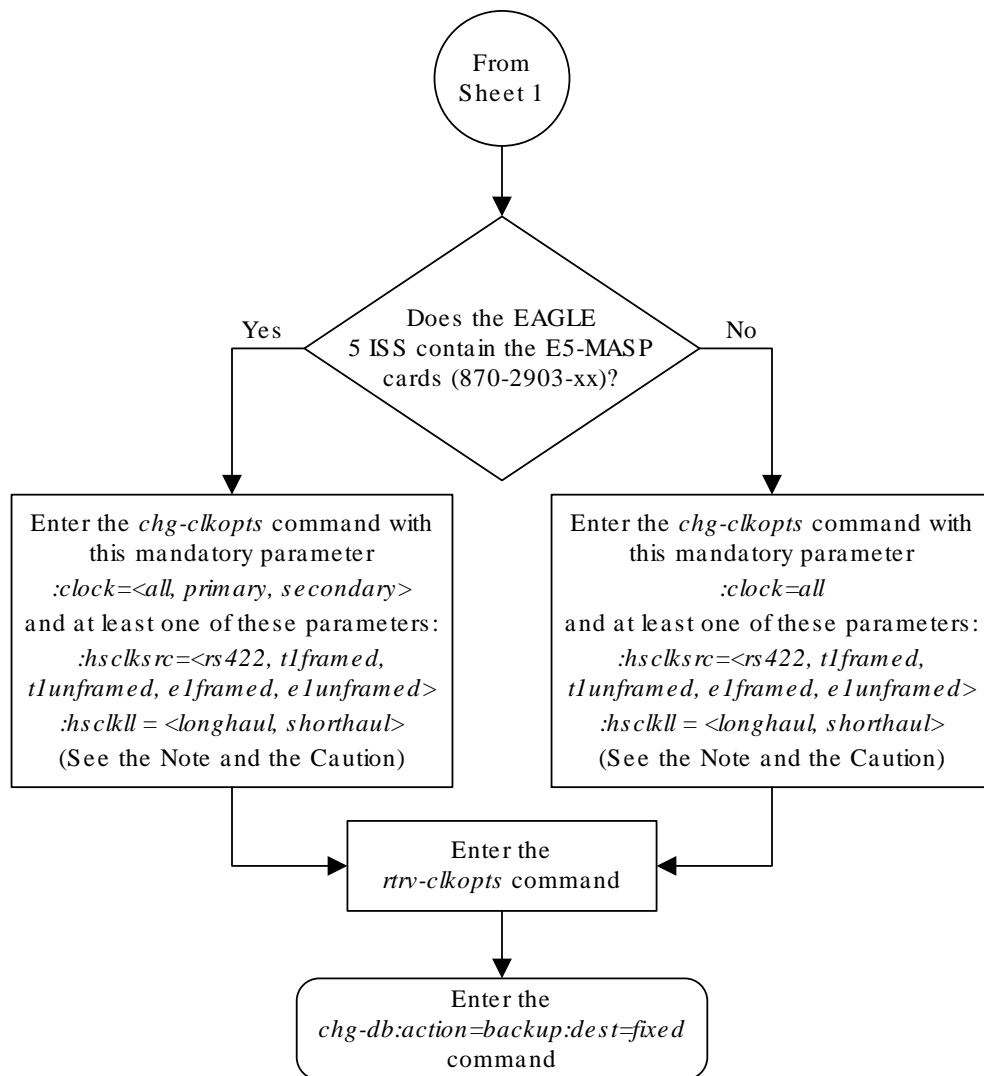 From
Sheet 1
Does the EAGLE
5 ISS contain the E5-MASP
cards (870-2903-xx)?
Yes
No
Enter the chg-clkopts command with
this mandatory parameter
:clock=<all, primary, secondary>
and at least one of these parameters:
:hsclksrc=<rs422, t1framed,
t1unframed, e1framed, e1unframed>
:hsclkll = <longhaul, shorthaul>
(See the Note and the Caution)
Enter the chg-clkopts command with
this mandatory parameter
:clock=all
and at least one of these parameters:
:hsclksrc=<rs422, t1framed,
t1unframed, e1framed, e1unframed>
:hsclkll = <longhaul, shorthaul>
(See the Note and the Caution)
Enter the
rtrv-clkopts command
Enter the
chg-db:action=backup:dest=fixed
command